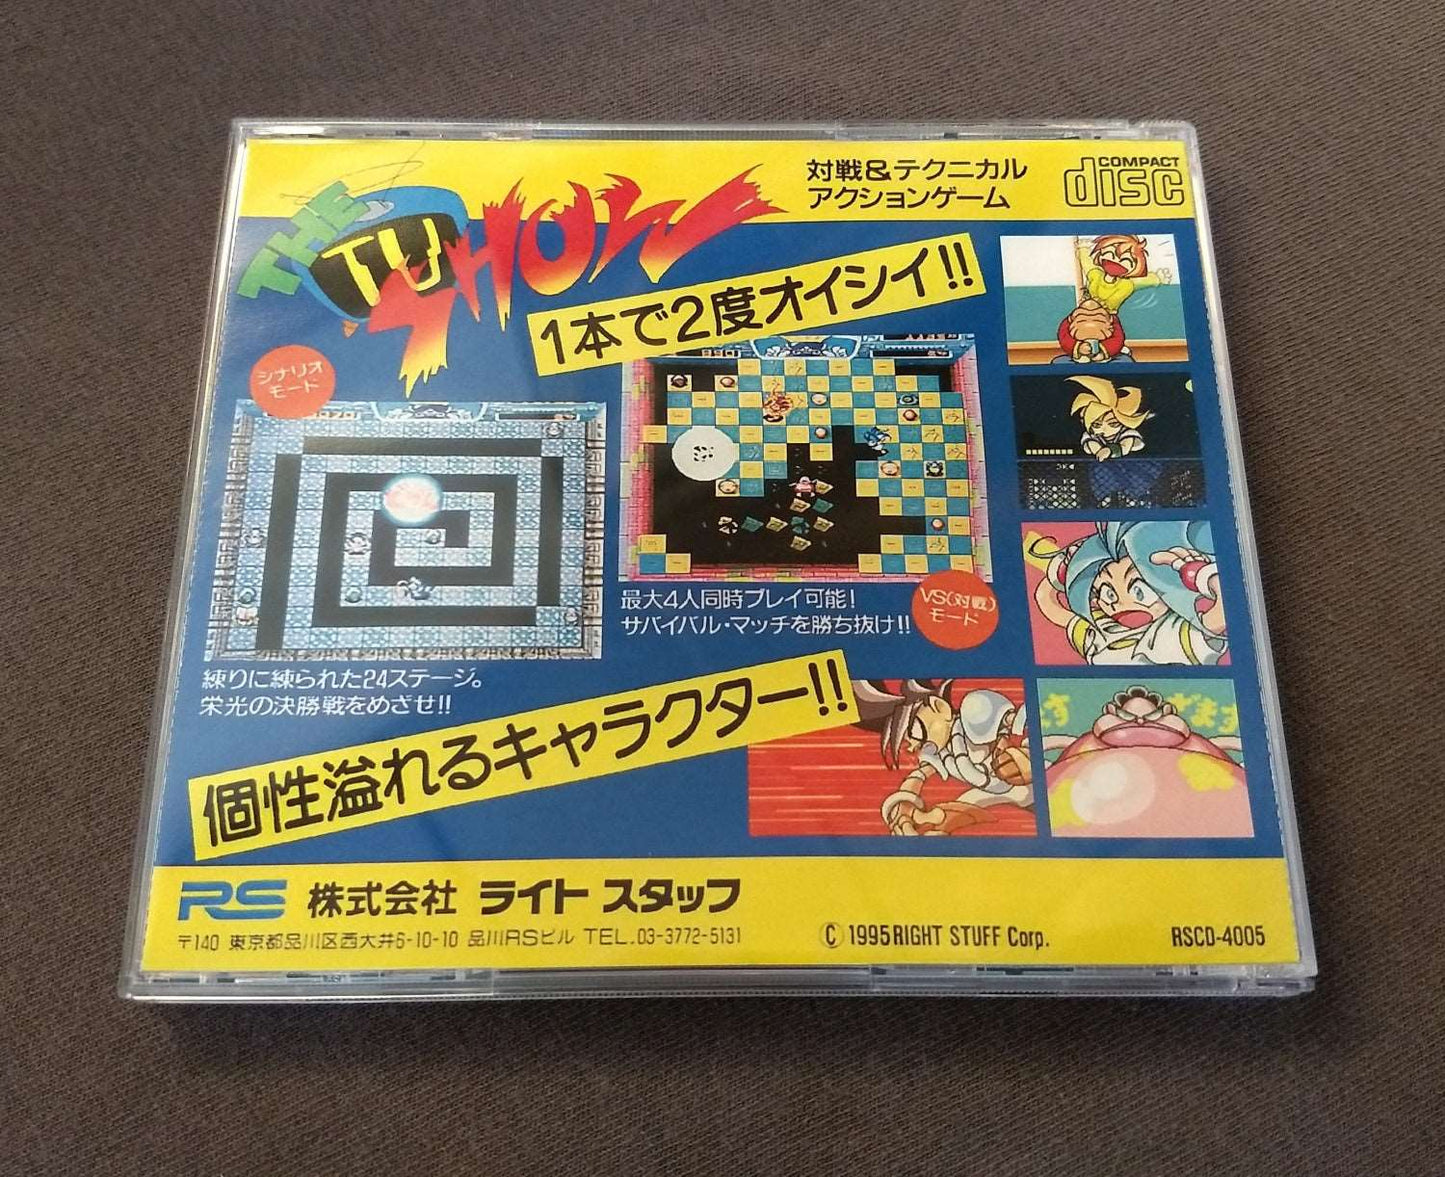 THE TV SHOW
対戦&テクニカル
アクションゲーム
COMPACT
disc
1本で2度オイシイ!!
シナリオ
モード
最大4人同時プレイ可能!
サバイバル・マッチを勝ち抜け!!
VS(対戦)
モード
練りに練られた24ステージ。
栄光の決勝戦をめざせ!!
個性溢れるキャラクター!!
RS 株式会社 ライト スタッフ
〒140 東京都品川区西大井6-10-10 品川RSビル TEL.03-3772-5131
Ⓒ 1995 RIGHT STUFF Corp.
RSCD-4005